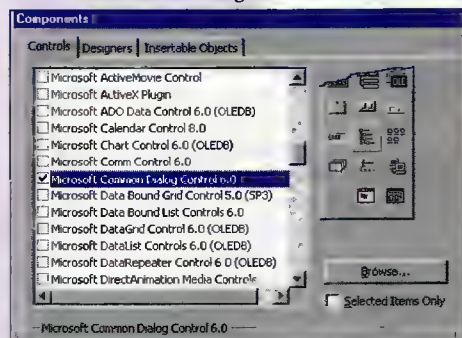 Components
Controls Designers Insertable Objects
Microsoft ActiveMovie Control
Microsoft ActiveX Plugin
Microsoft ADO Data Control 6.0 (OLEDB)
Microsoft Calendar Control 8.0
Microsoft Chart Control 6.0 (OLEDB)
Microsoft Comm Control 6.0
Microsoft Common Dialog Control 6.0
Microsoft Data Bound Grid Control 5.0 (SP3)
Microsoft Data Bound List Controls 6.0
Microsoft DataGrid Control 6.0 (OLEDB)
Microsoft DataList Controls 6.0 (OLEDB)
Microsoft DataRepeater Control 6.0 (OLEDB)
Microsoft DirectAnimation Media Controls
Browse...
Selected Items Only
Microsoft Common Dialog Control 6.0